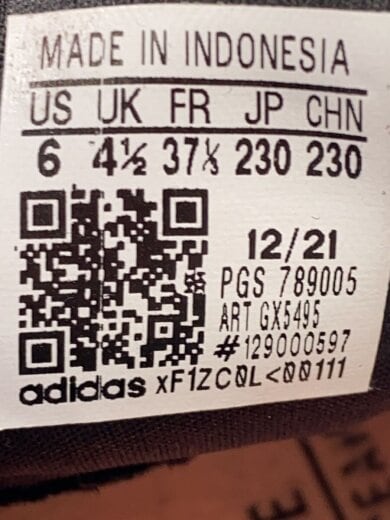 MADE IN INDONESIA
US UK FR JP CHN
6 4½ 37⅓ 230 230
12/21
PGS 789005
ART GX5495
#129000597
adidas xF1ZC0L<00111